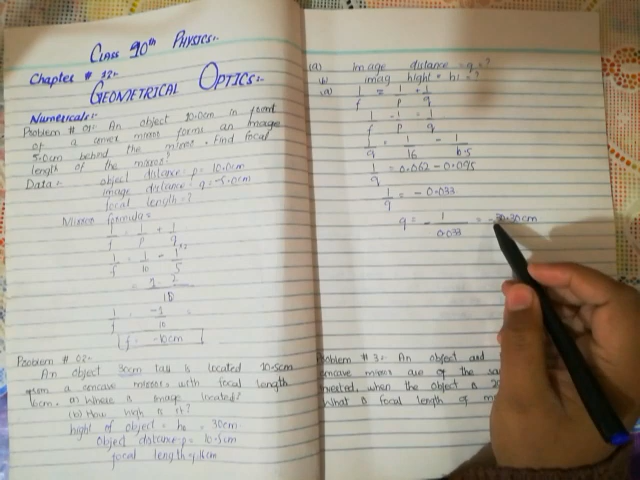 CLASS 10th PHYSICS:-
Chapter # 12:-
GEOMETRICAL OPTICS:-
Numericals:-
Problem # 01:- An object 10.0cm in front
of a convex mirror forms an image
5.0cm behind the mirror. Find focal
length of the mirror?
Data:- object distance = p = 10.0cm
image distance = q = -5.0cm
focal length = ?
Mirror formula =
1/f = 1/p + 1/q
1/f = 1/10 - 1/5
= 1 2
10
1/f = -1/10
f = -10cm
Problem # 02:-
An object 30cm tall is located 10.5cm
from a concave mirror with focal length
16cm. a) Where is image located?
(b) How high is it?
hight of object = ho = 30cm
Object distance = p = 10.5cm
focal length = f = 16cm
(a) Image distance = q = ?
(b) imag hight = hi = ?
(a) 1/f = 1/p + 1/q
1/f - 1/p = 1/q
1/q = 1/16 - 1/
1/q = 0.062 - 0.095
1/q = -0.033
q = 1/0.033 = -30.30cm
Problem # 3:- An object and
concave mirror are of the
inverted, when the object is
What is focal length of